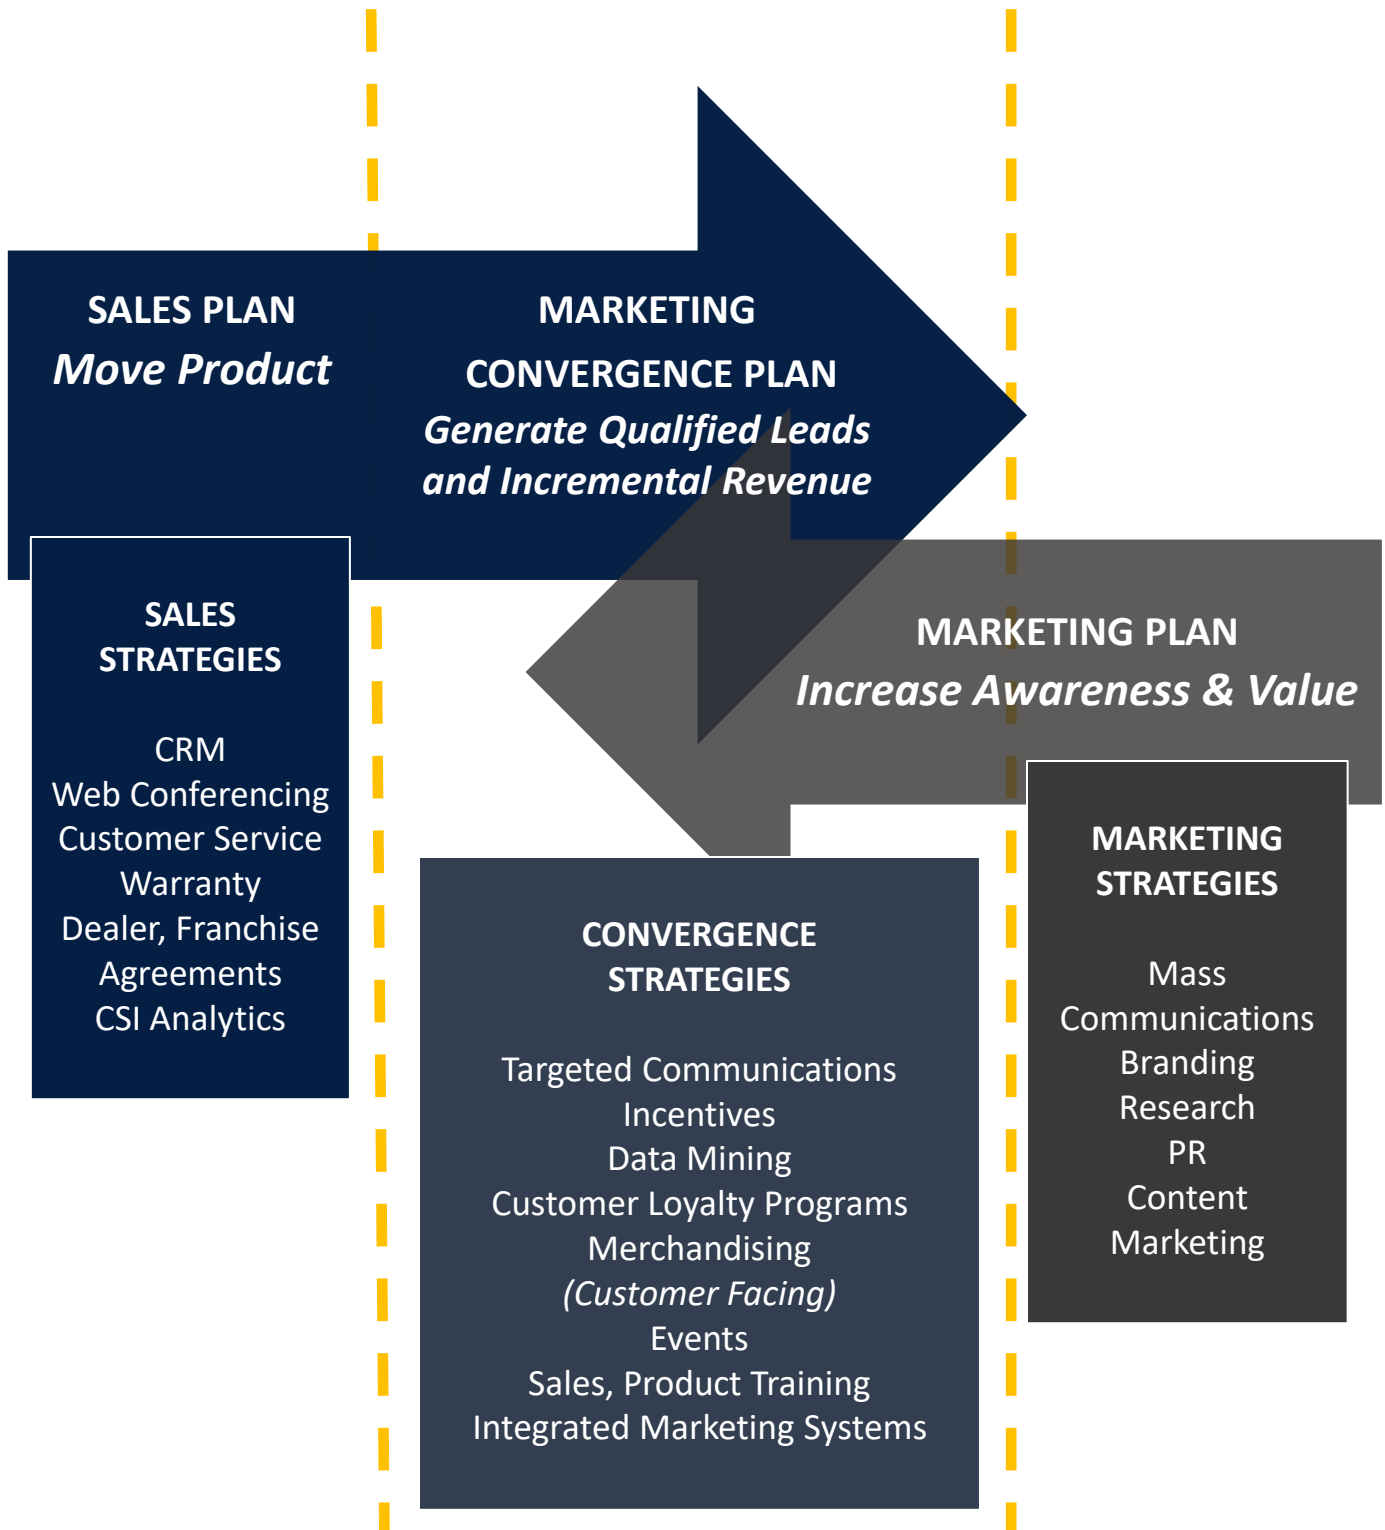 SALES PLAN
Move Product
MARKETING
CONVERGENCE PLAN
Generate Qualified Leads
and Incremental Revenue
MARKETING PLAN
Increase Awareness & Value
SALES
STRATEGIES
CRM
Web Conferencing
Customer Service
Warranty
Dealer, Franchise
Agreements
CSI Analytics
CONVERGENCE
STRATEGIES
Targeted Communications
Incentives
Data Mining
Customer Loyalty Programs
Merchandising
(Customer Facing)
Events
Sales, Product Training
Integrated Marketing Systems
MARKETING
STRATEGIES
Mass
Communications
Branding
Research
PR
Content
Marketing